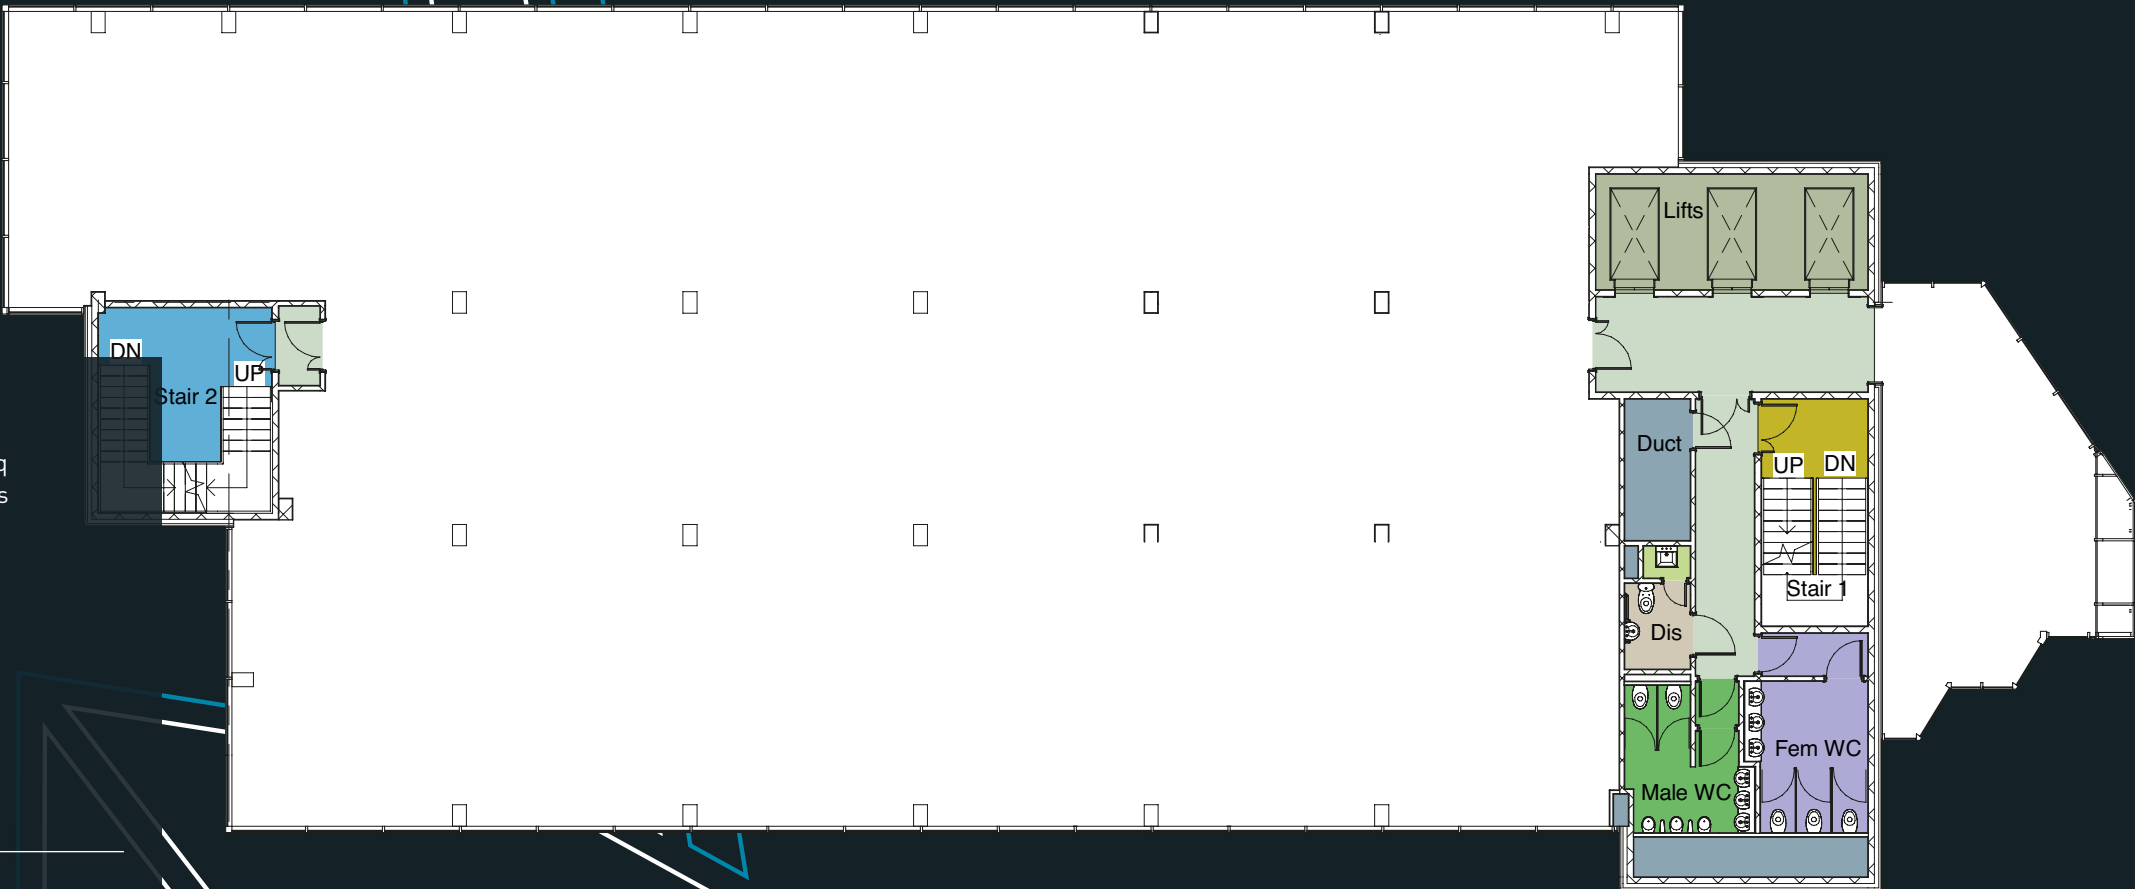 Lifts
DN
UP
Stair 2
Duct
UP
DN
q
s
Stair 1
Dis
Fem WC
Male WC